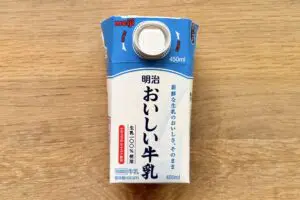 meiji
450ml
明治
おいしい牛乳
新鮮な生乳のおいしさ、そのまま
生乳100%使用
450ml